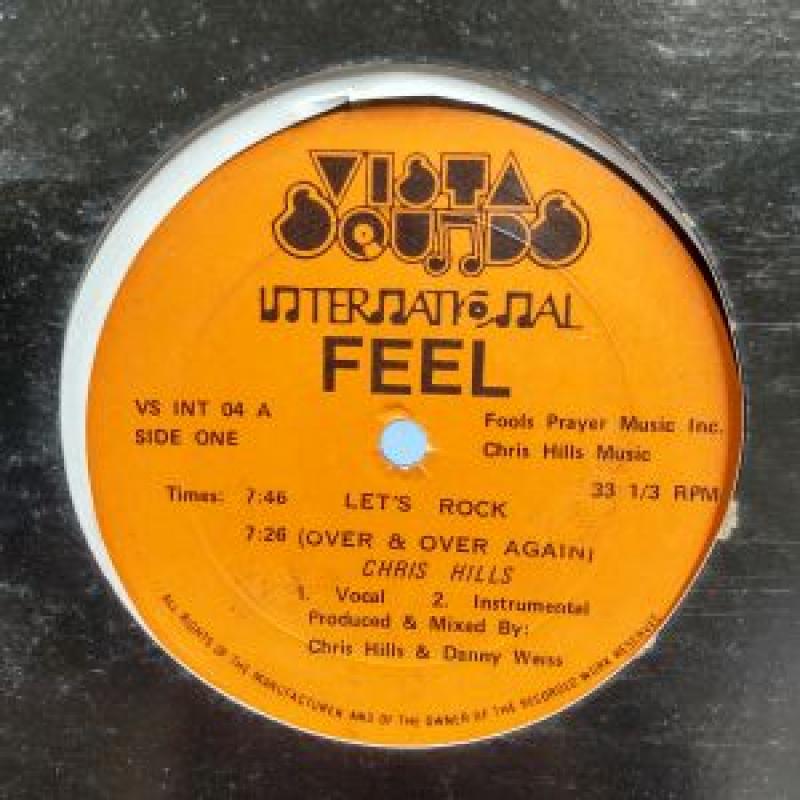 VISTA
SOUNDS
INTERNATIONAL
FEEL
VS INT 04 A
SIDE ONE
Fools Prayer Music Inc.
Chris Hills Music
33 1/3 RPM
Times: 7:46 LET'S ROCK
7:26 (OVER & OVER AGAIN)
CHRIS HILLS
1. Vocal 2. Instrumental
Produced & Mixed By:
Chris Hills & Danny Weiss
ALL RIGHTS OF THE MANUFACTURER AND OF THE OWNER OF THE RECORDED WORK RESERVED